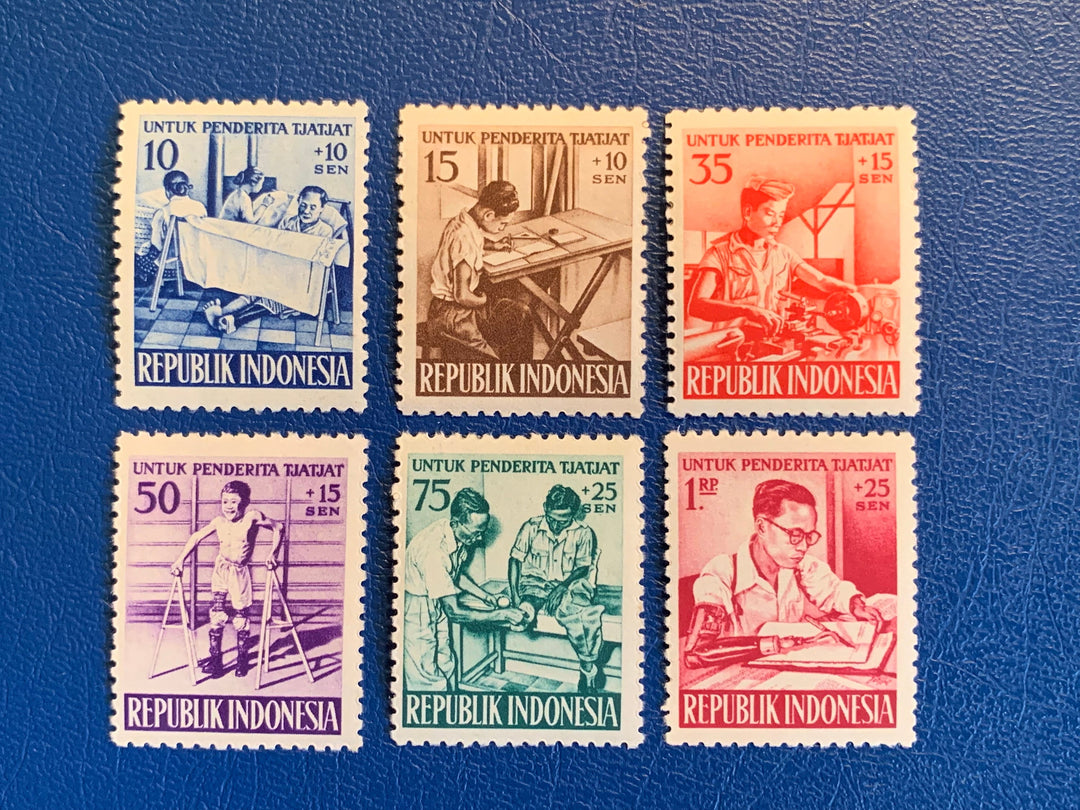 UNTUK PENDERITA TJATJAT
10 +10
SEN
REPUBLIK INDONESIA
UNTUK PENDERITA TJATJAT
15 +10
SEN
REPUBLIK INDONESIA
UNTUK PENDERITA TJATJAT
35 +15
SEN
REPUBLIK INDONESIA
UNTUK PENDERITA TJATJAT
50 +15
SEN
REPUBLIK INDONESIA
UNTUK PENDERITA TJATJAT
75 +25
SEN
REPUBLIK INDONESIA
UNTUK PENDERITA TJATJAT
1. RP. +25
SEN
REPUBLIK INDONESIA